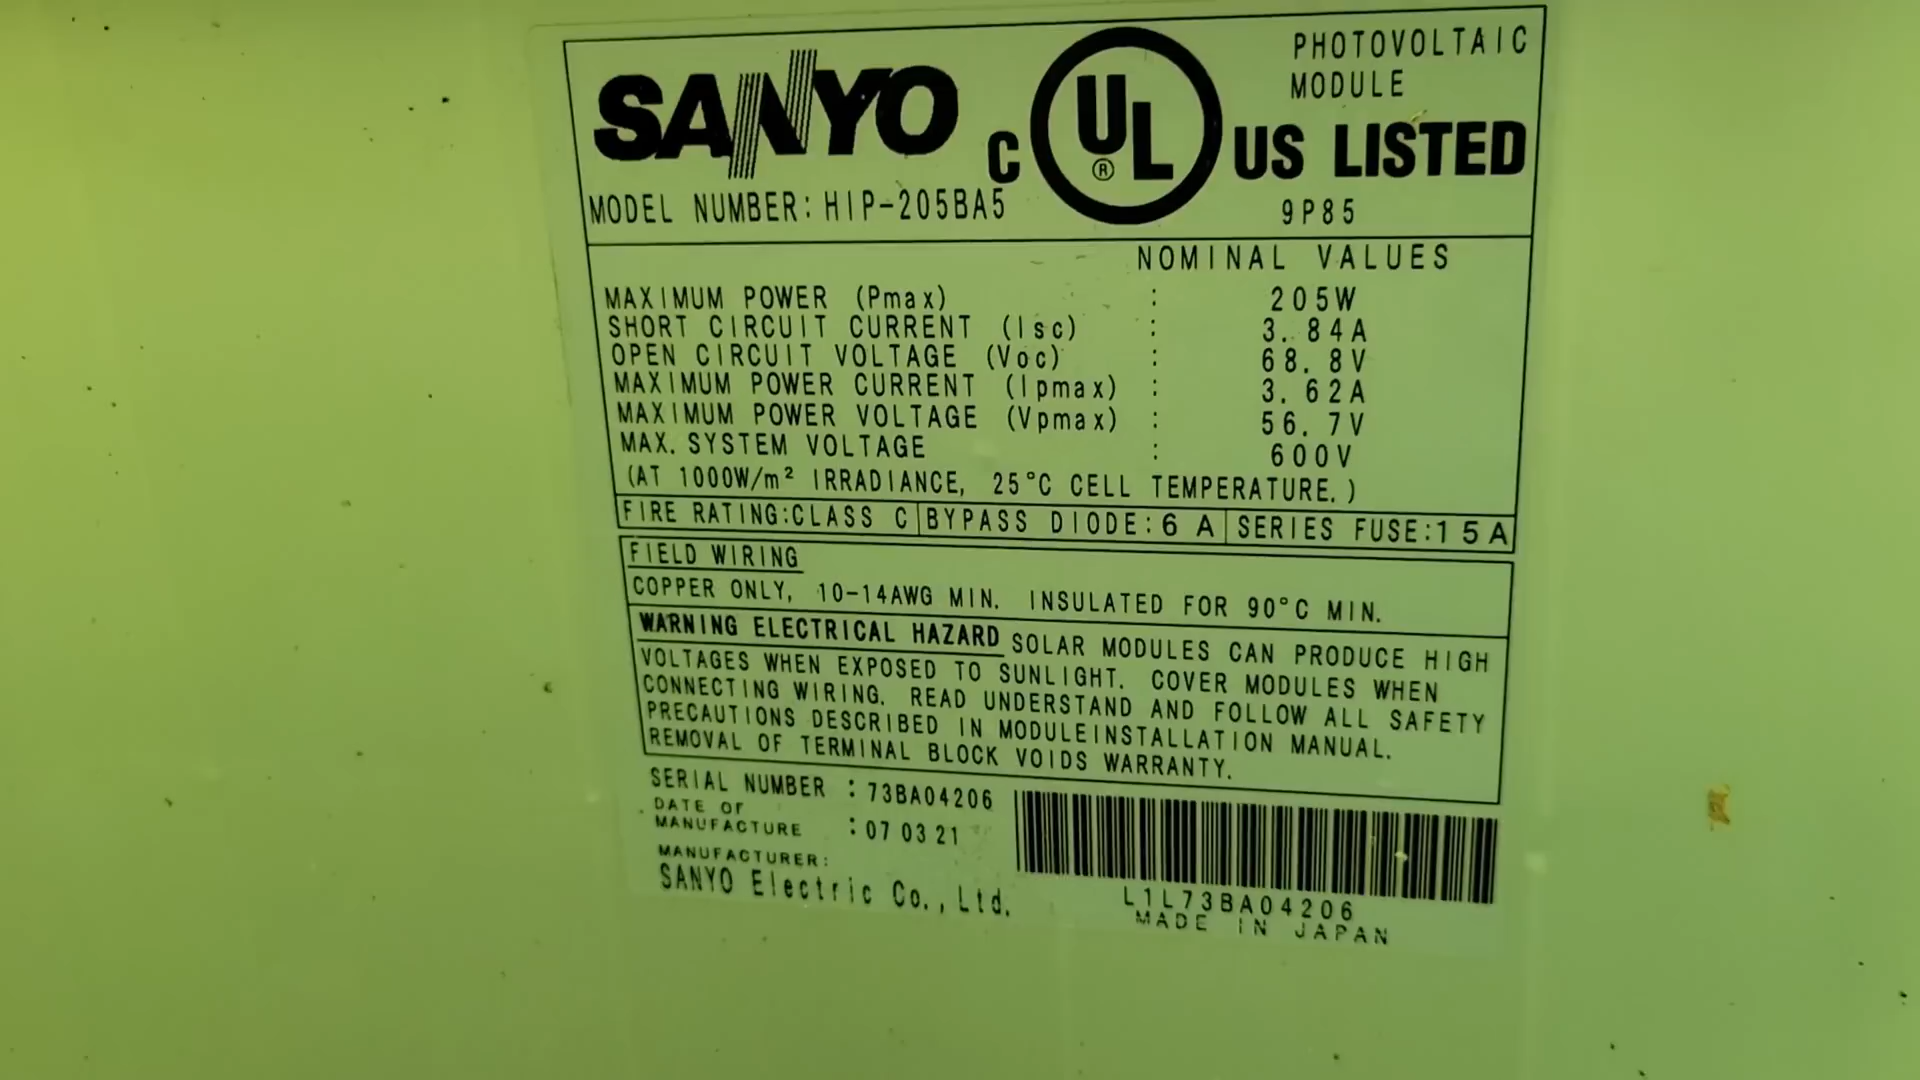 SANYO
C UL ® US LISTED
PHOTOVOLTAIC
MODULE
MODEL NUMBER: HIP-205BA5
9P85
NOMINAL VALUES
MAXIMUM POWER (Pmax) : 205W
SHORT CIRCUIT CURRENT (Isc) : 3.84A
OPEN CIRCUIT VOLTAGE (Voc) : 68.8V
MAXIMUM POWER CURRENT (Ipmax) : 3.62A
MAXIMUM POWER VOLTAGE (Vpmax) : 56.7V
MAX. SYSTEM VOLTAGE : 600V
(AT 1000W/m² IRRADIANCE, 25°C CELL TEMPERATURE.)
FIRE RATING:CLASS C BYPASS DIODE:6 A SERIES FUSE:15A
FIELD WIRING
COPPER ONLY, 10-14AWG MIN. INSULATED FOR 90°C MIN.
WARNING ELECTRICAL HAZARD SOLAR MODULES CAN PRODUCE HIGH
VOLTAGES WHEN EXPOSED TO SUNLIGHT. COVER MODULES WHEN
CONNECTING WIRING. READ UNDERSTAND AND FOLLOW ALL SAFETY
PRECAUTIONS DESCRIBED IN MODULEINSTALLATION MANUAL.
REMOVAL OF TERMINAL BLOCK VOIDS WARRANTY.
SERIAL NUMBER : 73BA04206
DATE OF
MANUFACTURE : 07 03 21
MANUFACTURER:
SANYO Electric Co., Ltd.
L1L73BA04206
MADE IN JAPAN